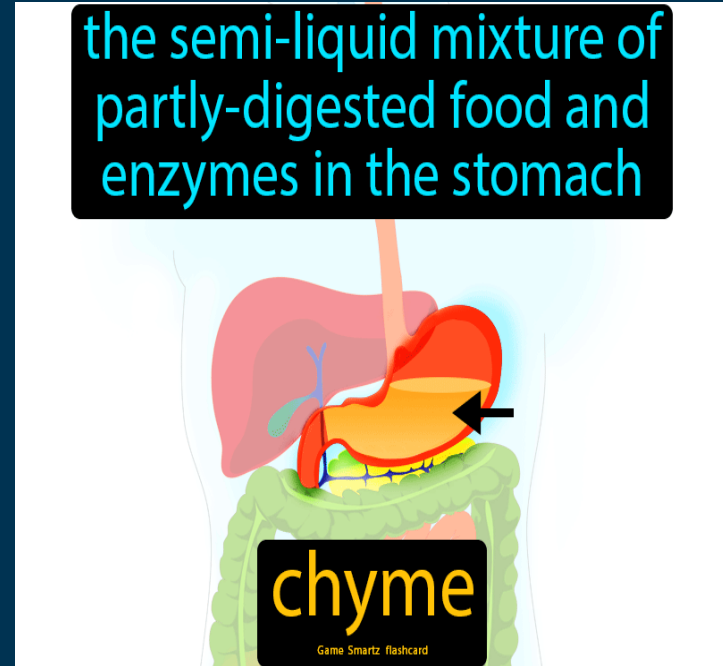 the semi-liquid mixture of
partly-digested food and
enzymes in the stomach
chyme
Game Smartz flashcard